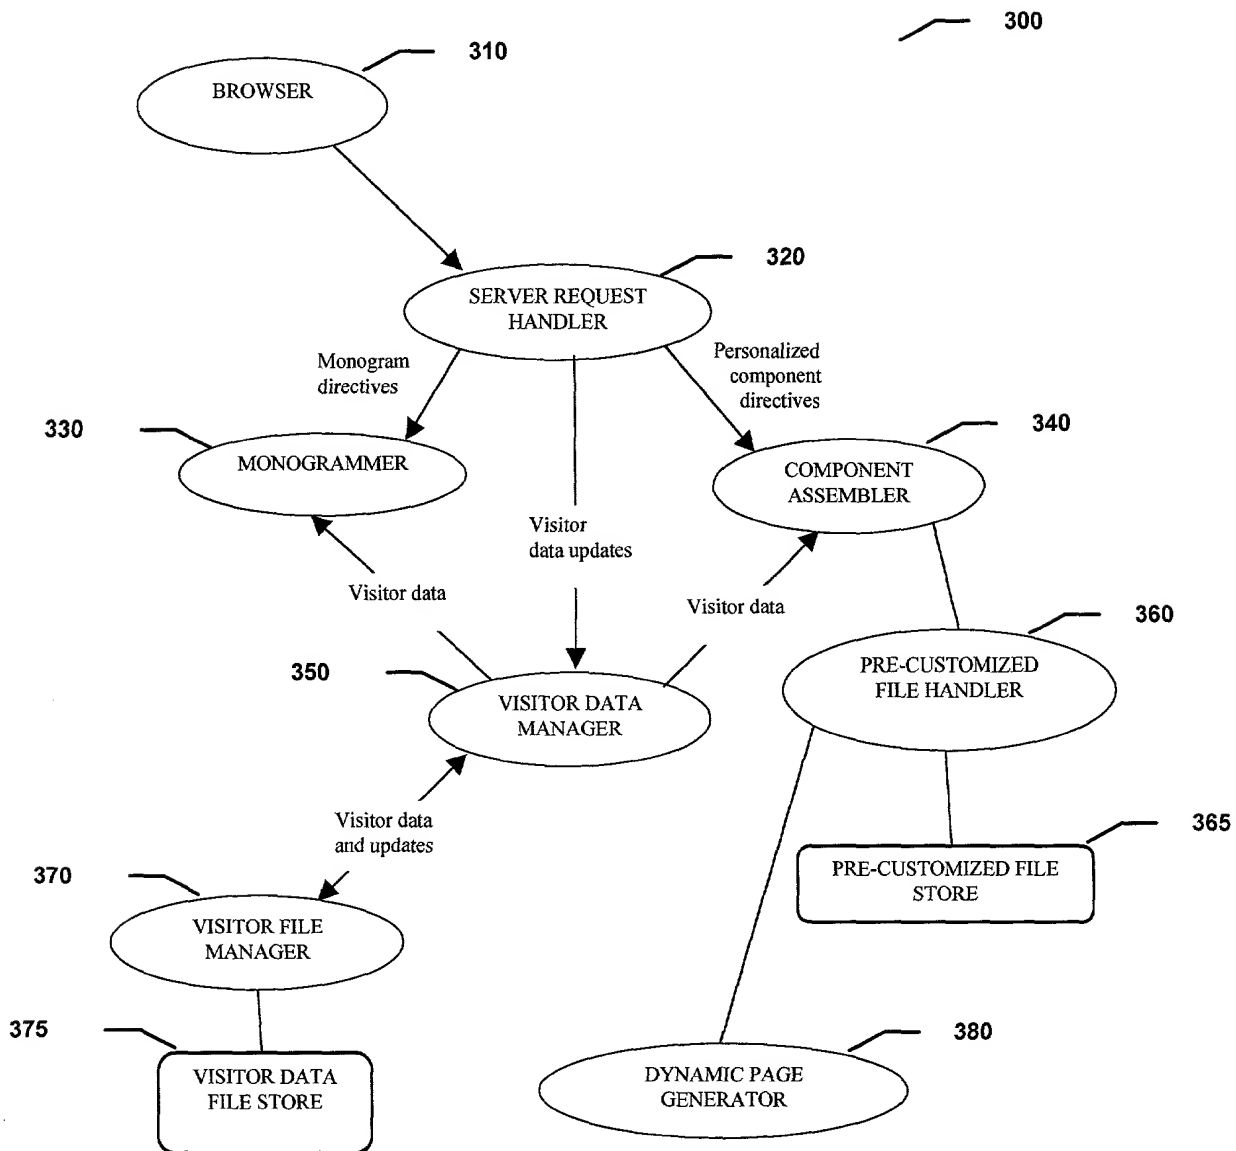 300
310
BROWSER
320
SERVER REQUEST
HANDLER
Monogram
directives
Personalized
component
directives
330
MONOGRAMMER
340
COMPONENT
ASSEMBLER
Visitor
data updates
Visitor data
Visitor data
350
VISITOR DATA
MANAGER
360
PRE-CUSTOMIZED
FILE HANDLER
Visitor data
and updates
365
PRE-CUSTOMIZED FILE
STORE
370
VISITOR FILE
MANAGER
375
VISITOR DATA
FILE STORE
380
DYNAMIC PAGE
GENERATOR